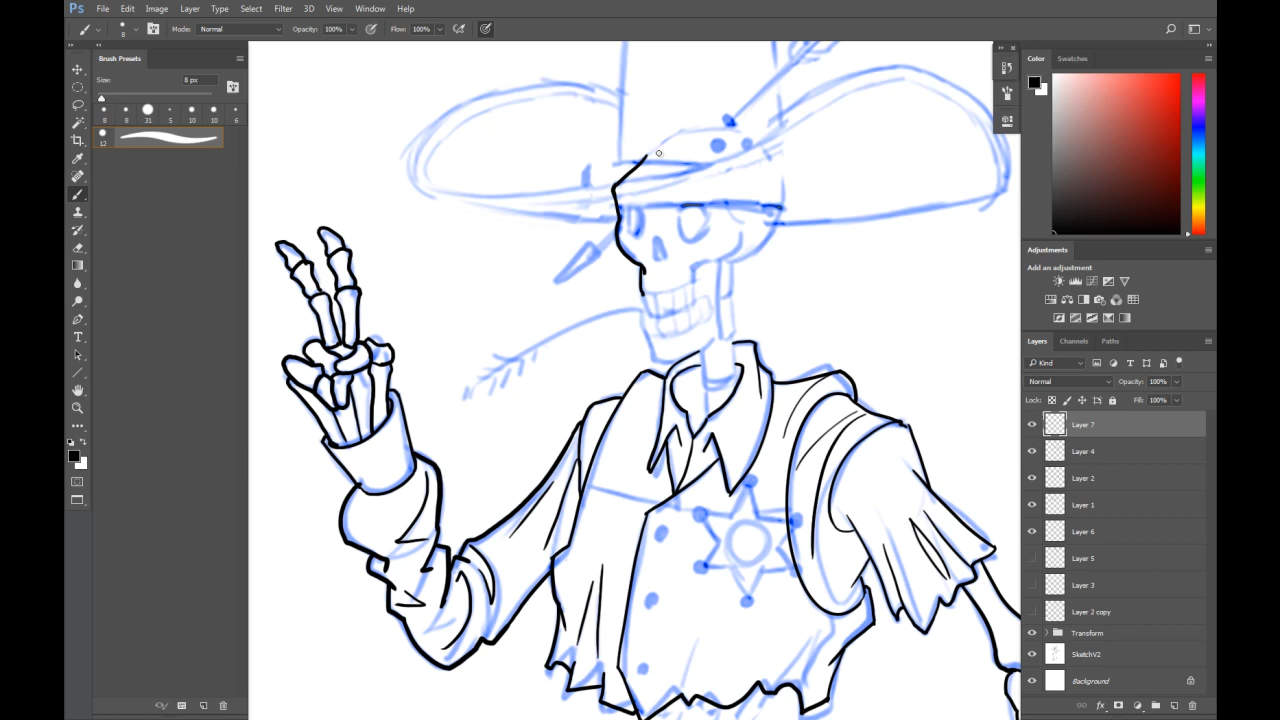 Ps File Edit Image Layer Type Select Filter 3D View Window Help
8 Mode: Normal Opacity: 100% Flow: 100%
Brush Presets
Size: 8 px
8 8 31 5 10 10 6
12
Color Swatches
Adjustments
Add an adjustment
Layers Channels Paths
Kind
Normal Opacity: 100%
Lock: Fill: 100%
Layer 7
Layer 4
Layer 2
Layer 1
Layer 6
Layer 5
Layer 3
Layer 2 copy
Transform
SketchV2
Background
fx